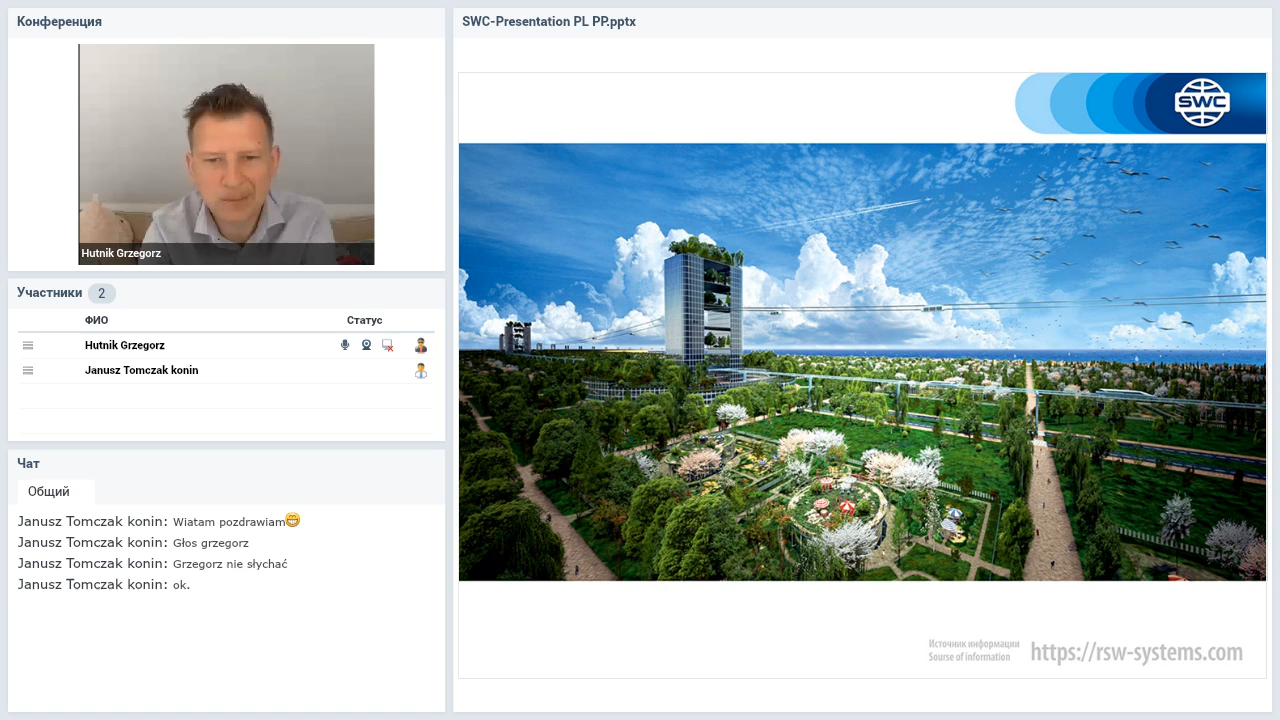 Конференция
Hutnik Grzegorz
Участники 2
ФИО Статус
Hutnik Grzegorz
Janusz Tomczak konin
Чат
Общий
Janusz Tomczak konin: Wiatam pozdrawiam
Janusz Tomczak konin: Głos grzegorz
Janusz Tomczak konin: Grzegorz nie słychać
Janusz Tomczak konin: ok.
SWC-Presentation PL PP.pptx
SWC
Источник информации
Sourse of information
https://rsw-systems.com